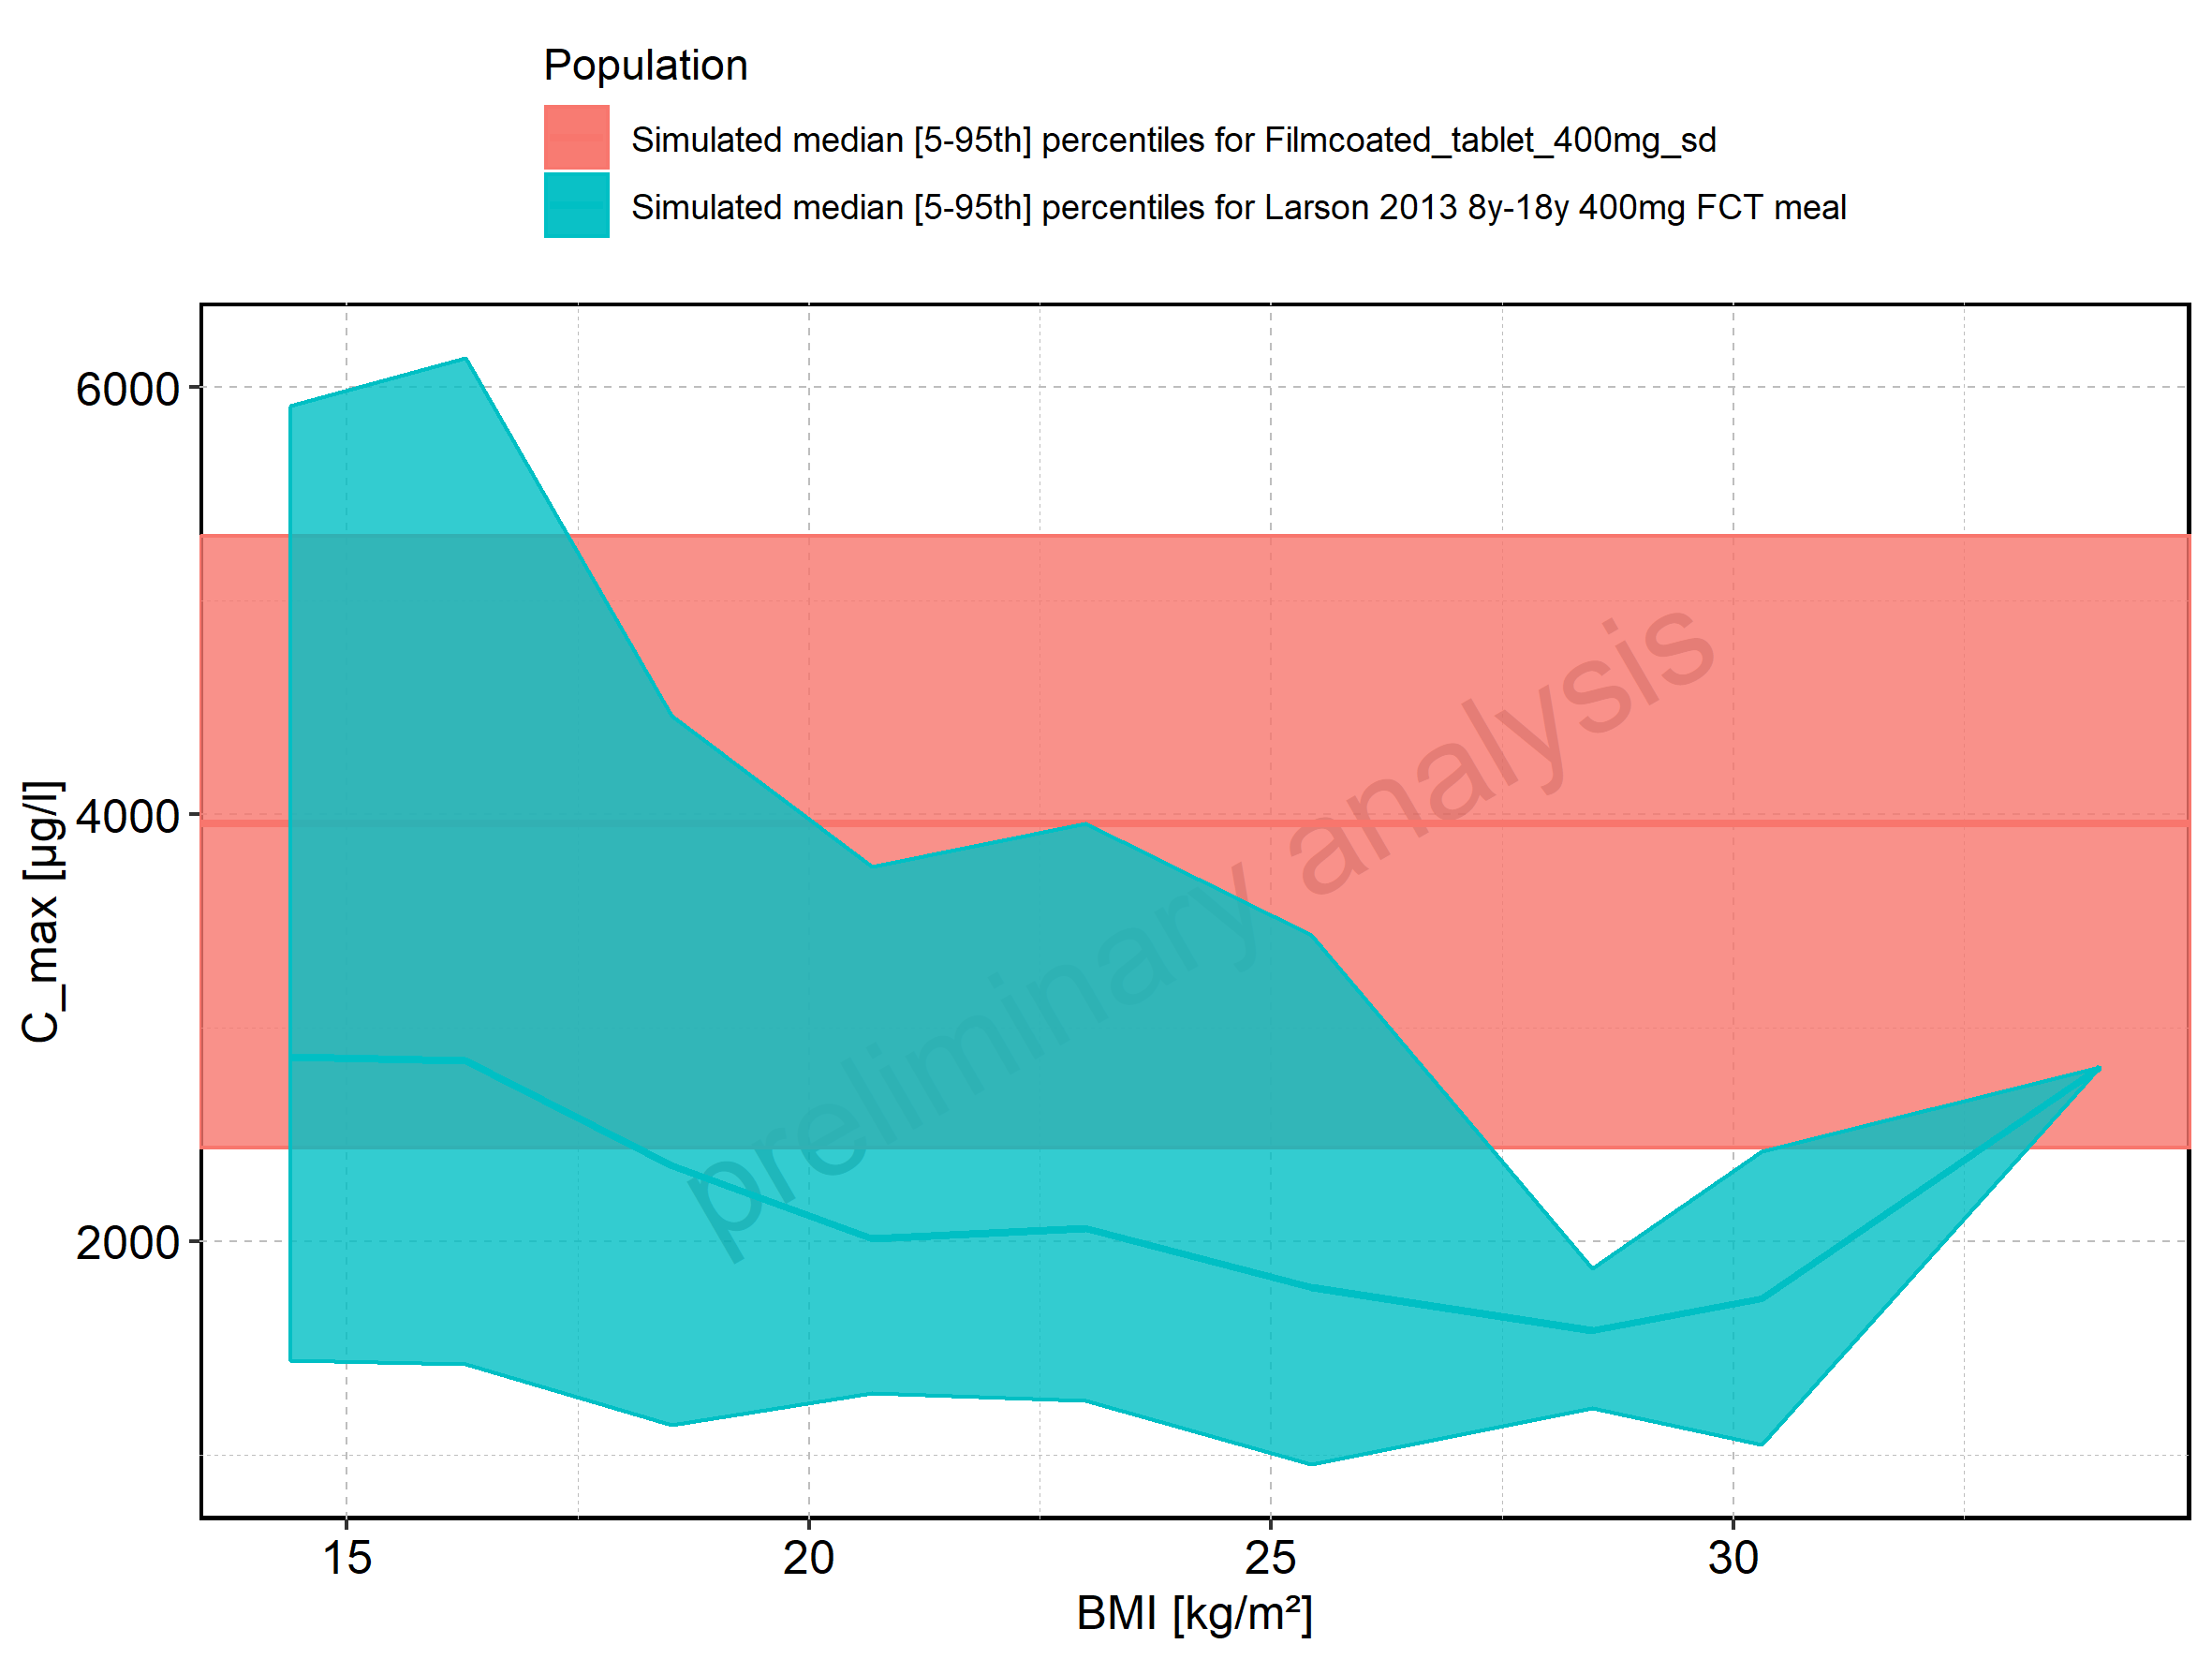 Population
Simulated median [5-95th] percentiles for Filmcoated_tablet_400mg_sd
Simulated median [5-95th] percentiles for Larson 2013 8y-18y 400mg FCT meal
6000
4000
2000
C_max [µg/l]
preliminary analysis
15 20 25 30
BMI [kg/m²]